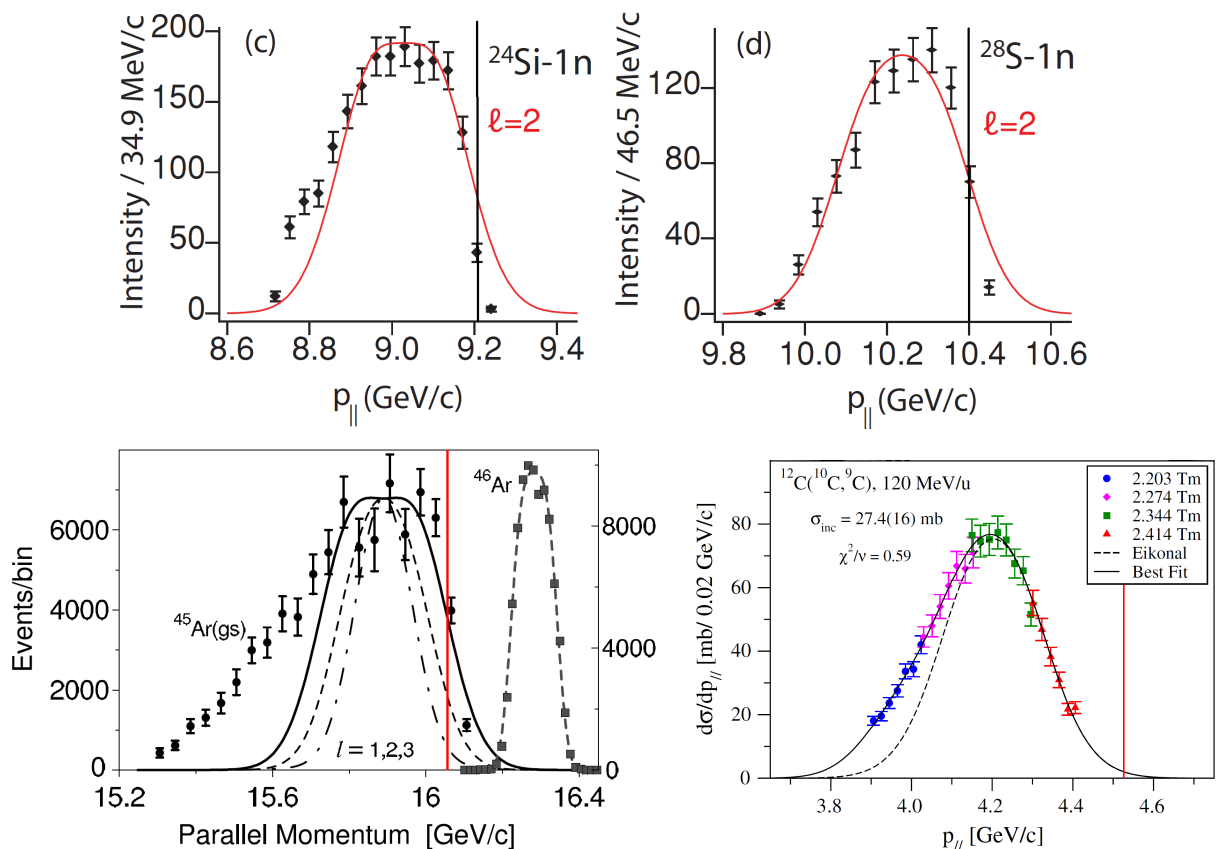 (c)
²⁴Si-1n
ℓ=2
Intensity / 34.9 MeV/c
200
150
100
50
0
8.6 8.8 9.0 9.2 9.4
p|| (GeV/c)
(d)
²⁸S-1n
ℓ=2
Intensity / 46.5 MeV/c
120
80
40
0
9.8 10.0 10.2 10.4 10.6
p|| (GeV/c)
⁴⁶Ar
⁴⁵Ar(gs)
l = 1,2,3
Events/bin
6000
4000
2000
0
8000
4000
0
15.2 15.6 16 16.4
Parallel Momentum [GeV/c]
¹²C(¹⁰C,⁹C), 120 MeV/u
σinc = 27.4(16) mb
χ²/ν = 0.59
2.203 Tm
2.274 Tm
2.344 Tm
2.414 Tm
Eikonal
Best Fit
dσ/dp// [mb/ 0.02 GeV/c]
80
60
40
20
0
3.8 4.0 4.2 4.4 4.6
p// [GeV/c]